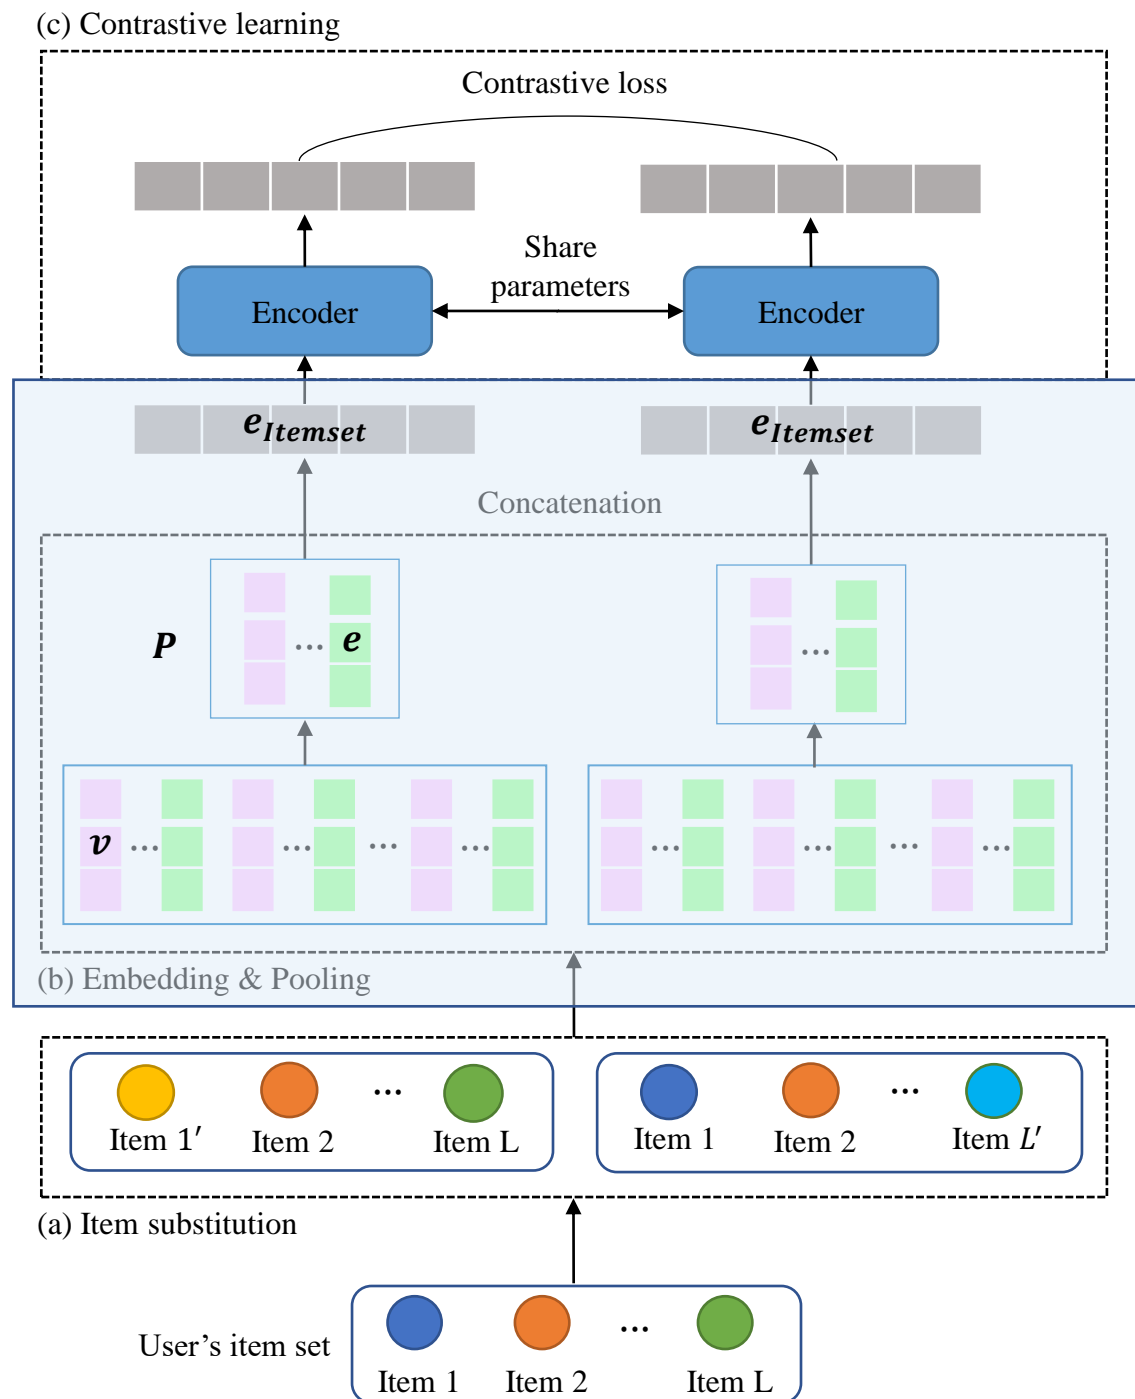 (c) Contrastive learning
Contrastive loss
Share
parameters
Encoder
Encoder
e_Itemset
e_Itemset
Concatenation
P
... e
...
v ... ... ... ...
... ... ... ...
(b) Embedding & Pooling
...
...
Item 1′
Item 2
Item L
Item 1
Item 2
Item L′
(a) Item substitution
...
User’s item set
Item 1
Item 2
Item L